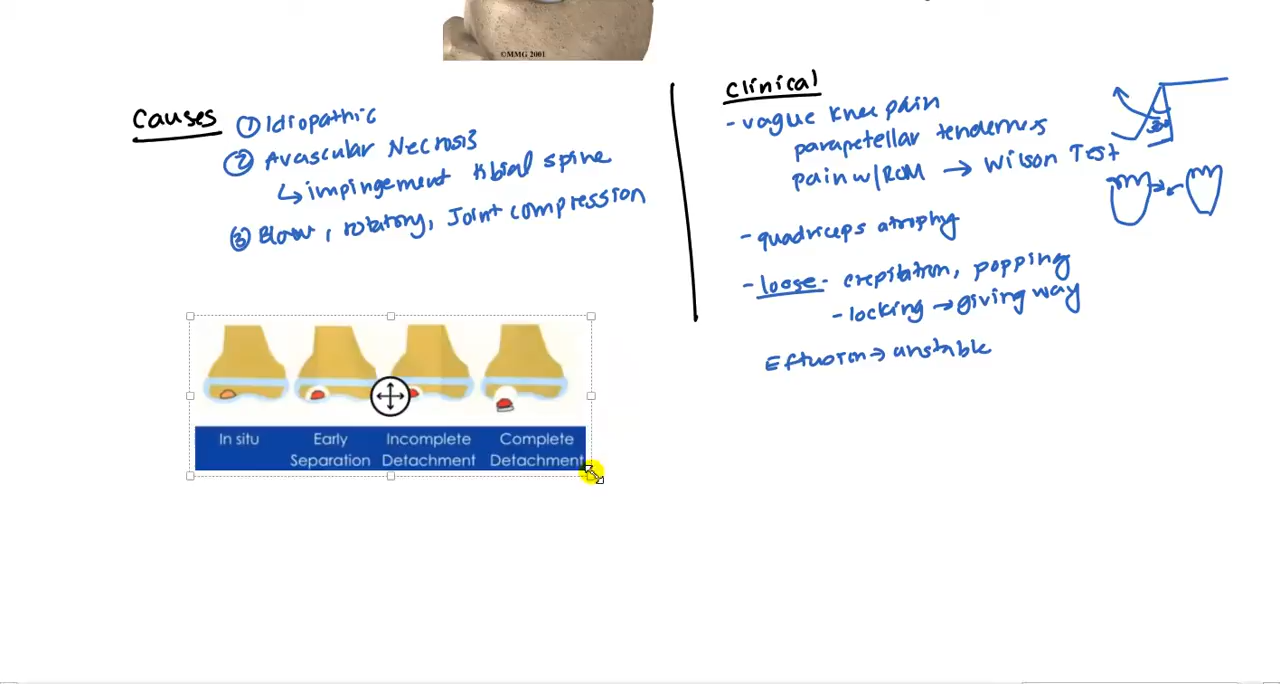 ©MMG 2001
Causes
① Idiopathic
② Avascular Necrosis
↳ impingement tibial spine
③ Blow, rotatory, Joint compression
In situ
Early Separation
Incomplete Detachment
Complete Detachment
Clinical
- vague knee pain
parapetellar tenderness
pain w/ROM → Wilson Test
30°
- quadriceps atrophy
- loose - crepitation, popping
- locking → giving way
Effusion → unstable